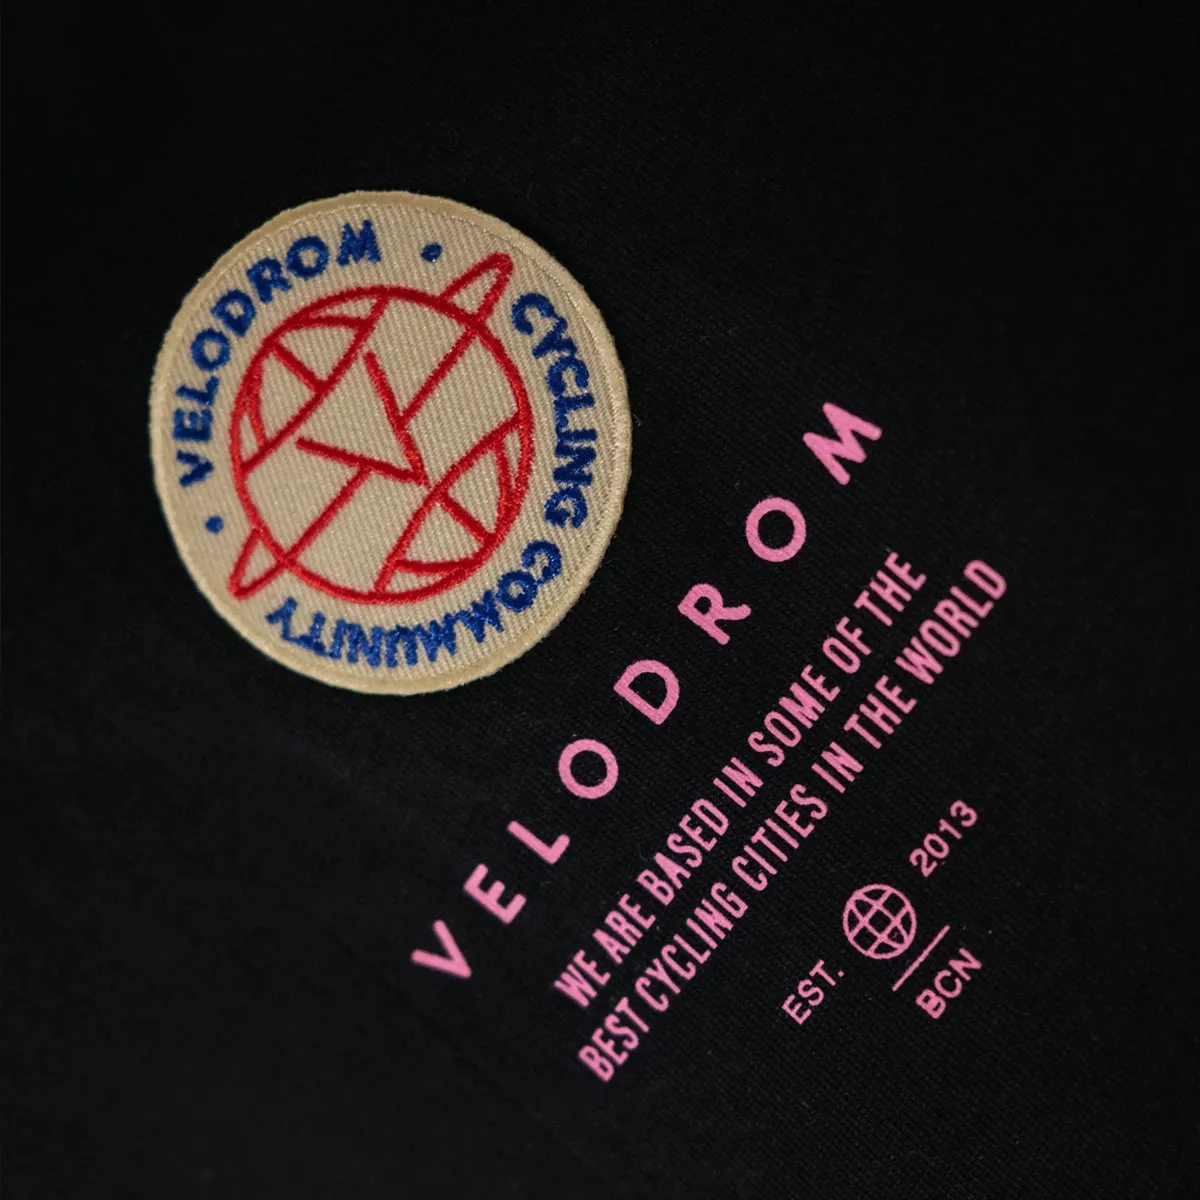 VELODROM • CYCLING COMMUNITY •
VELODROM
WE ARE BASED IN SOME OF THE
BEST CYCLING CITIES IN THE WORLD
EST. 2013
BCN